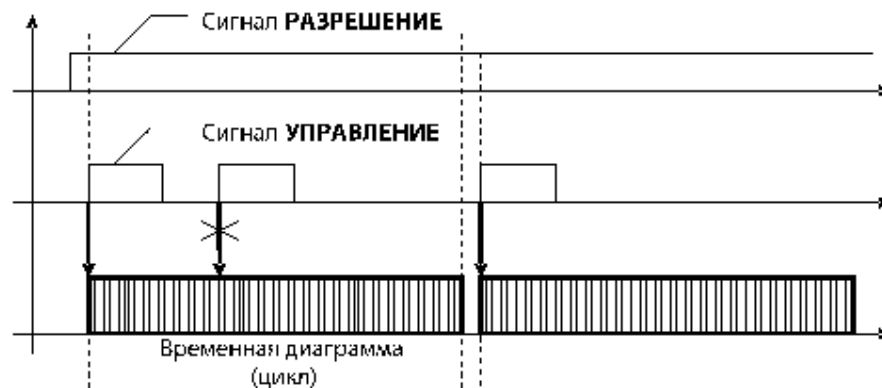 Сигнал РАЗРЕШЕНИЕ
Сигнал УПРАВЛЕНИЕ
Временная диаграмма
(цикл)